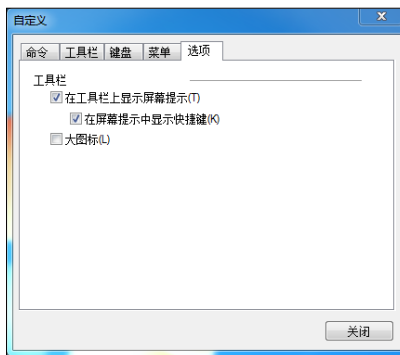 自定义
命令 工具栏 键盘 菜单 选项
工具栏
在工具栏上显示屏幕提示(T)
在屏幕提示中显示快捷键(K)
大图标(L)
关闭